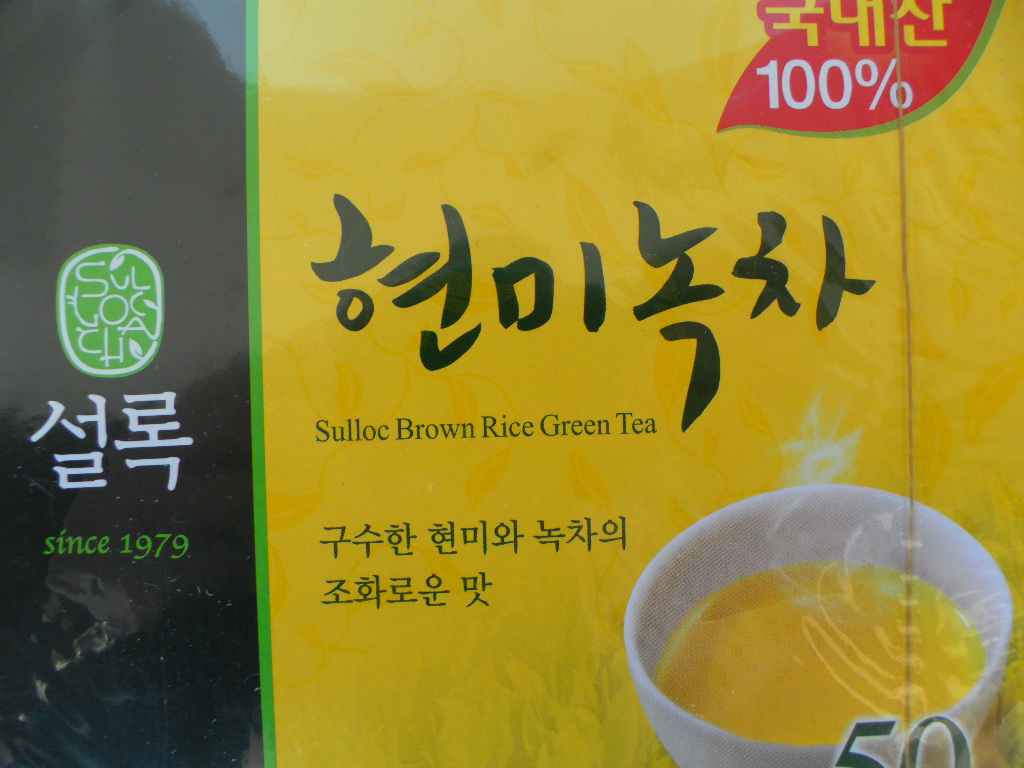 국내산
100%
현미녹차
Sulloc Brown Rice Green Tea
설록
since 1979
구수한 현미와 녹차의
조화로운 맛
50